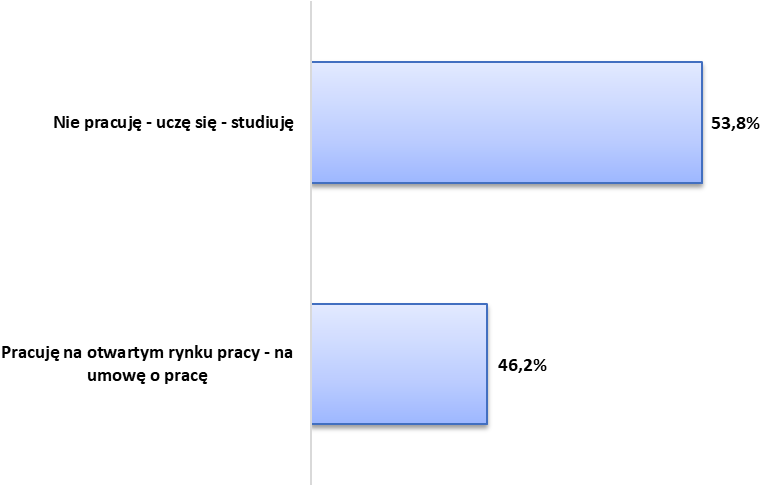 Nie pracuję - uczę się - studiuję
53,8%
Pracuję na otwartym rynku pracy - na
umowę o pracę
46,2%